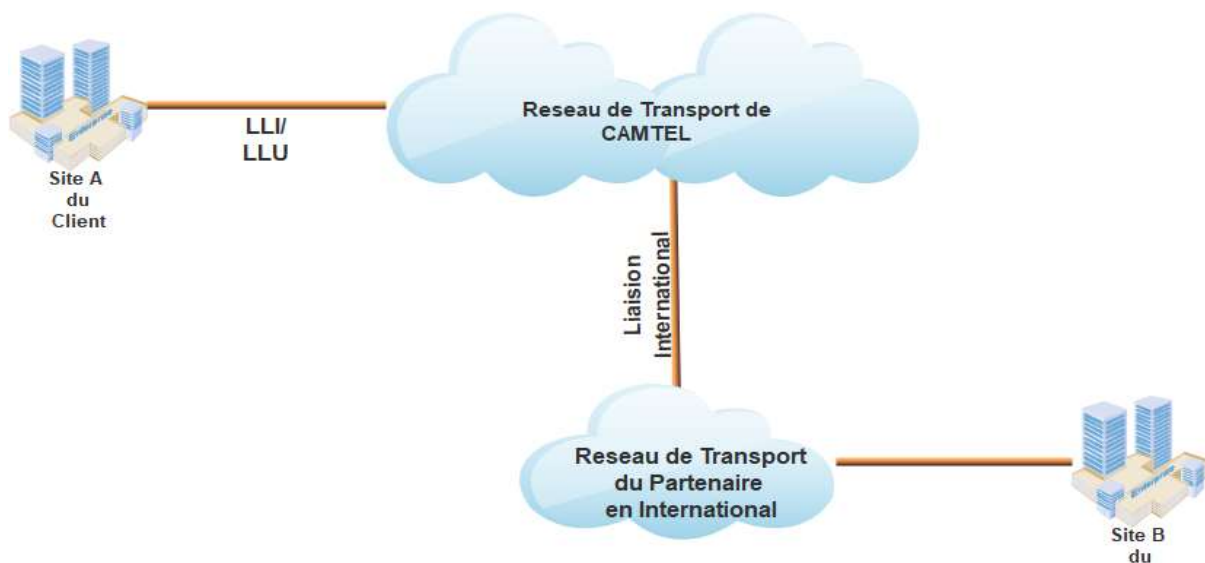 Reseau de Transport de
CAMTEL
LLI/
LLU
Site A
du
Client
Liaision
International
Reseau de Transport
du Partenaire
en International
Site B
du